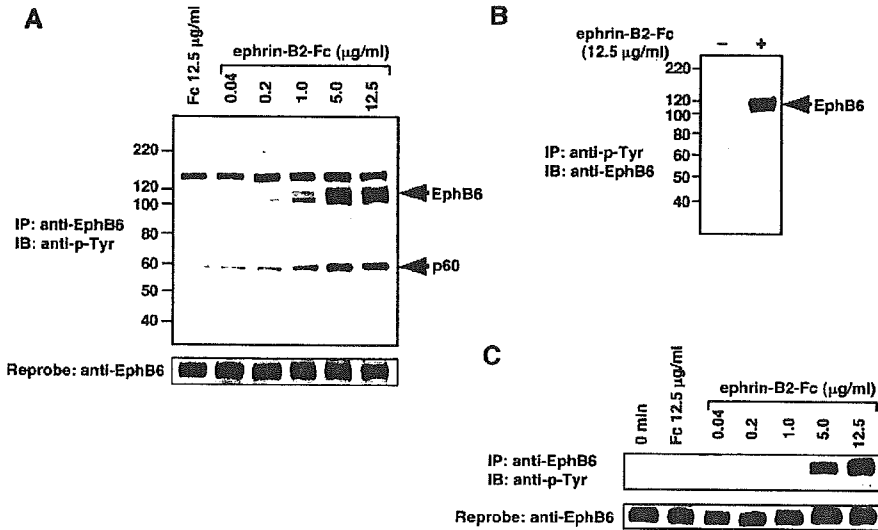 A
Fc 12.5 µg/ml
ephrin-B2-Fc (µg/ml)
0.04
0.2
1.0
5.0
12.5
220
120
100
80
60
50
40
IP: anti-EphB6
IB: anti-p-Tyr
EphB6
p60
Reprobe: anti-EphB6
B
ephrin-B2-Fc
(12.5 µg/ml)
− +
220
120
100
80
60
50
40
IP: anti-p-Tyr
IB: anti-EphB6
EphB6
C
0 min
Fc 12.5 µg/ml
ephrin-B2-Fc (µg/ml)
0.04
0.2
1.0
5.0
12.5
IP: anti-EphB6
IB: anti-p-Tyr
Reprobe: anti-EphB6